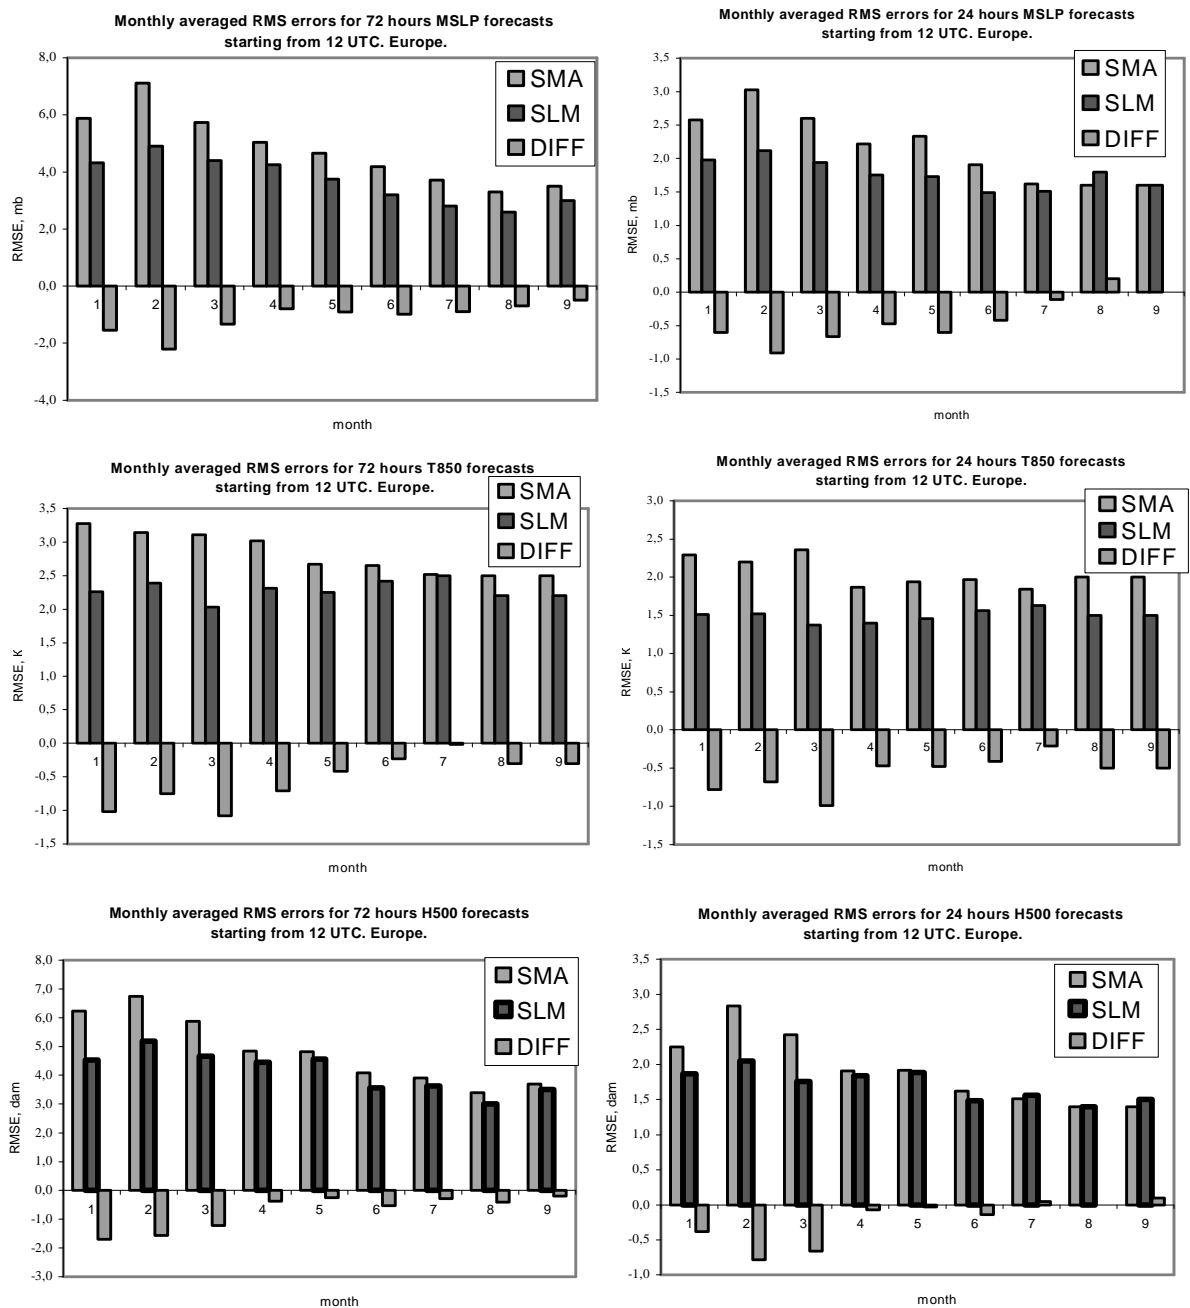 Monthly averaged RMS errors for 72 hours MSLP forecasts
starting from 12 UTC. Europe.
8,0
6,0
4,0
2,0
0,0
-2,0
-4,0
RMSE, mb
SMA
SLM
DIFF
1 2 3 4 5 6 7 8 9
month
Monthly averaged RMS errors for 24 hours MSLP forecasts
starting from 12 UTC. Europe.
3,5
3,0
2,5
2,0
1,5
1,0
0,5
0,0
-0,5
-1,0
-1,5
RMSE, mb
SMA
SLM
DIFF
1 2 3 4 5 6 7 8 9
month
Monthly averaged RMS errors for 72 hours T850 forecasts
starting from 12 UTC. Europe.
3,5
3,0
2,5
2,0
1,5
1,0
0,5
0,0
-0,5
-1,0
-1,5
RMSE, K
SMA
SLM
DIFF
1 2 3 4 5 6 7 8 9
month
Monthly averaged RMS errors for 24 hours T850 forecasts
starting from 12 UTC. Europe.
3,0
2,5
2,0
1,5
1,0
0,5
0,0
-0,5
-1,0
-1,5
RMSE, K
SMA
SLM
DIFF
1 2 3 4 5 6 7 8 9
month
Monthly averaged RMS errors for 72 hours H500 forecasts
starting from 12 UTC. Europe.
8,0
7,0
6,0
5,0
4,0
3,0
2,0
1,0
0,0
-1,0
-2,0
-3,0
RMSE, dam
SMA
SLM
DIFF
1 2 3 4 5 6 7 8 9
month
Monthly averaged RMS errors for 24 hours H500 forecasts
starting from 12 UTC. Europe.
3,5
3,0
2,5
2,0
1,5
1,0
0,5
0,0
-0,5
-1,0
RMSE, dam
SMA
SLM
DIFF
1 2 3 4 5 6 7 8 9
month